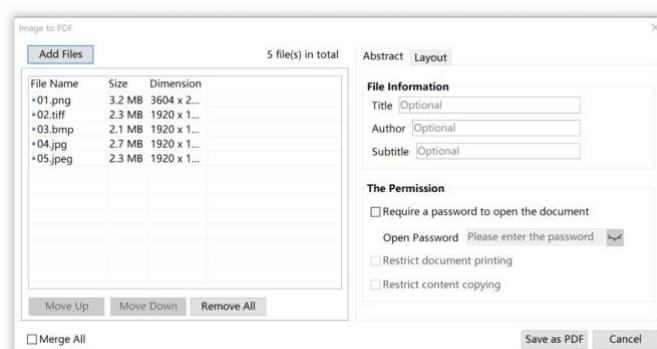 Image to PDF
Add Files
5 file(s) in total
File Name Size Dimension
01.png 3.2 MB 3604 x 2...
02.tiff 2.3 MB 1920 x 1...
03.bmp 2.1 MB 1920 x 1...
04.jpg 2.7 MB 1920 x 1...
05.jpeg 2.3 MB 1920 x 1...
Move Up Move Down Remove All
Merge All
Abstract Layout
File Information
Title Optional
Author Optional
Subtitle Optional
The Permission
Require a password to open the document
Open Password Please enter the password
Restrict document printing
Restrict content copying
Save as PDF Cancel